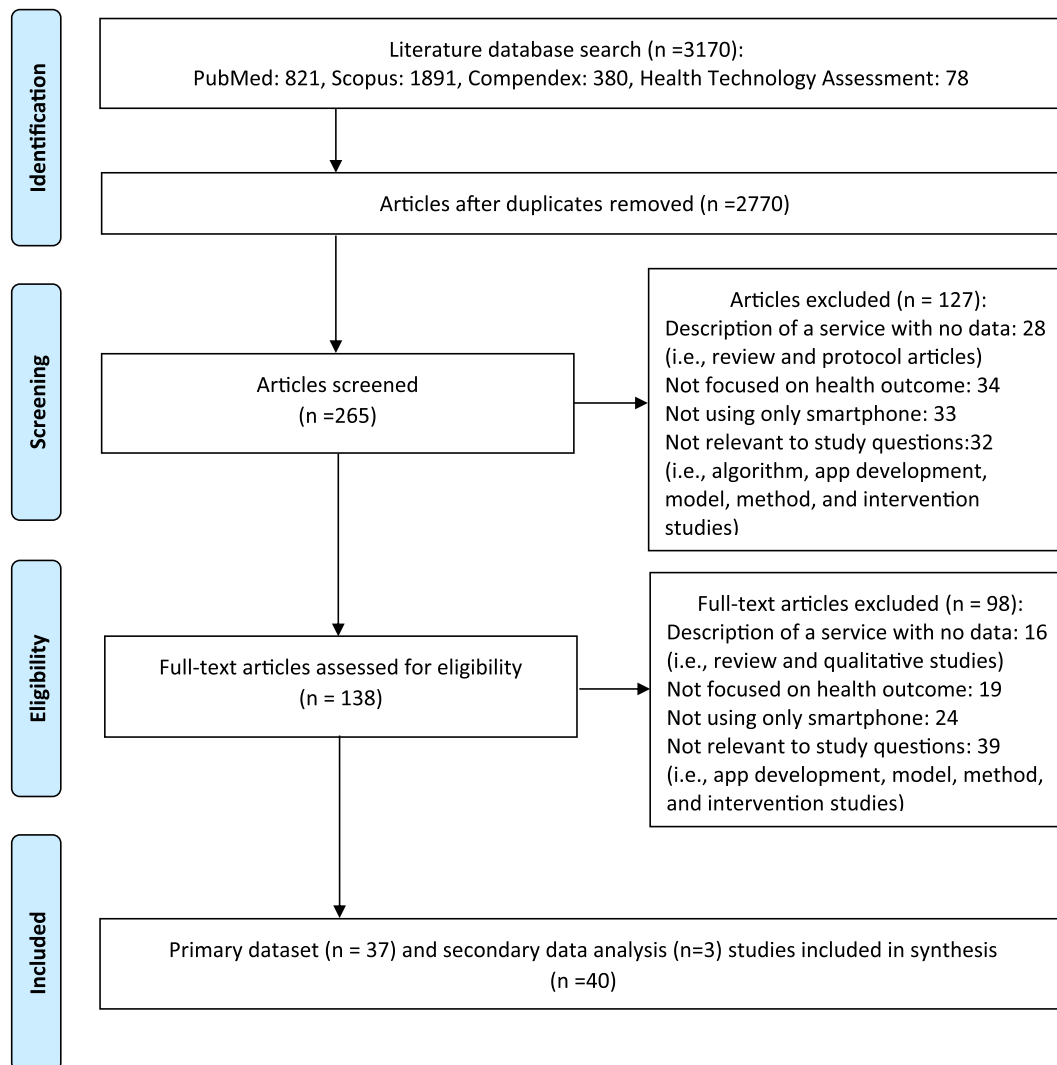 Identification
Literature database search (n =3170):
PubMed: 821, Scopus: 1891, Compendex: 380, Health Technology Assessment: 78
Articles after duplicates removed (n =2770)
Screening
Articles screened
(n =265)
Articles excluded (n = 127):
Description of a service with no data: 28
(i.e., review and protocol articles)
Not focused on health outcome: 34
Not using only smartphone: 33
Not relevant to study questions:32
(i.e., algorithm, app development,
model, method, and intervention
studies)
Eligibility
Full-text articles assessed for eligibility
(n = 138)
Full-text articles excluded (n = 98):
Description of a service with no data: 16
(i.e., review and qualitative studies)
Not focused on health outcome: 19
Not using only smartphone: 24
Not relevant to study questions: 39
(i.e., app development, model, method,
and intervention studies)
Included
Primary dataset (n = 37) and secondary data analysis (n=3) studies included in synthesis
(n =40)